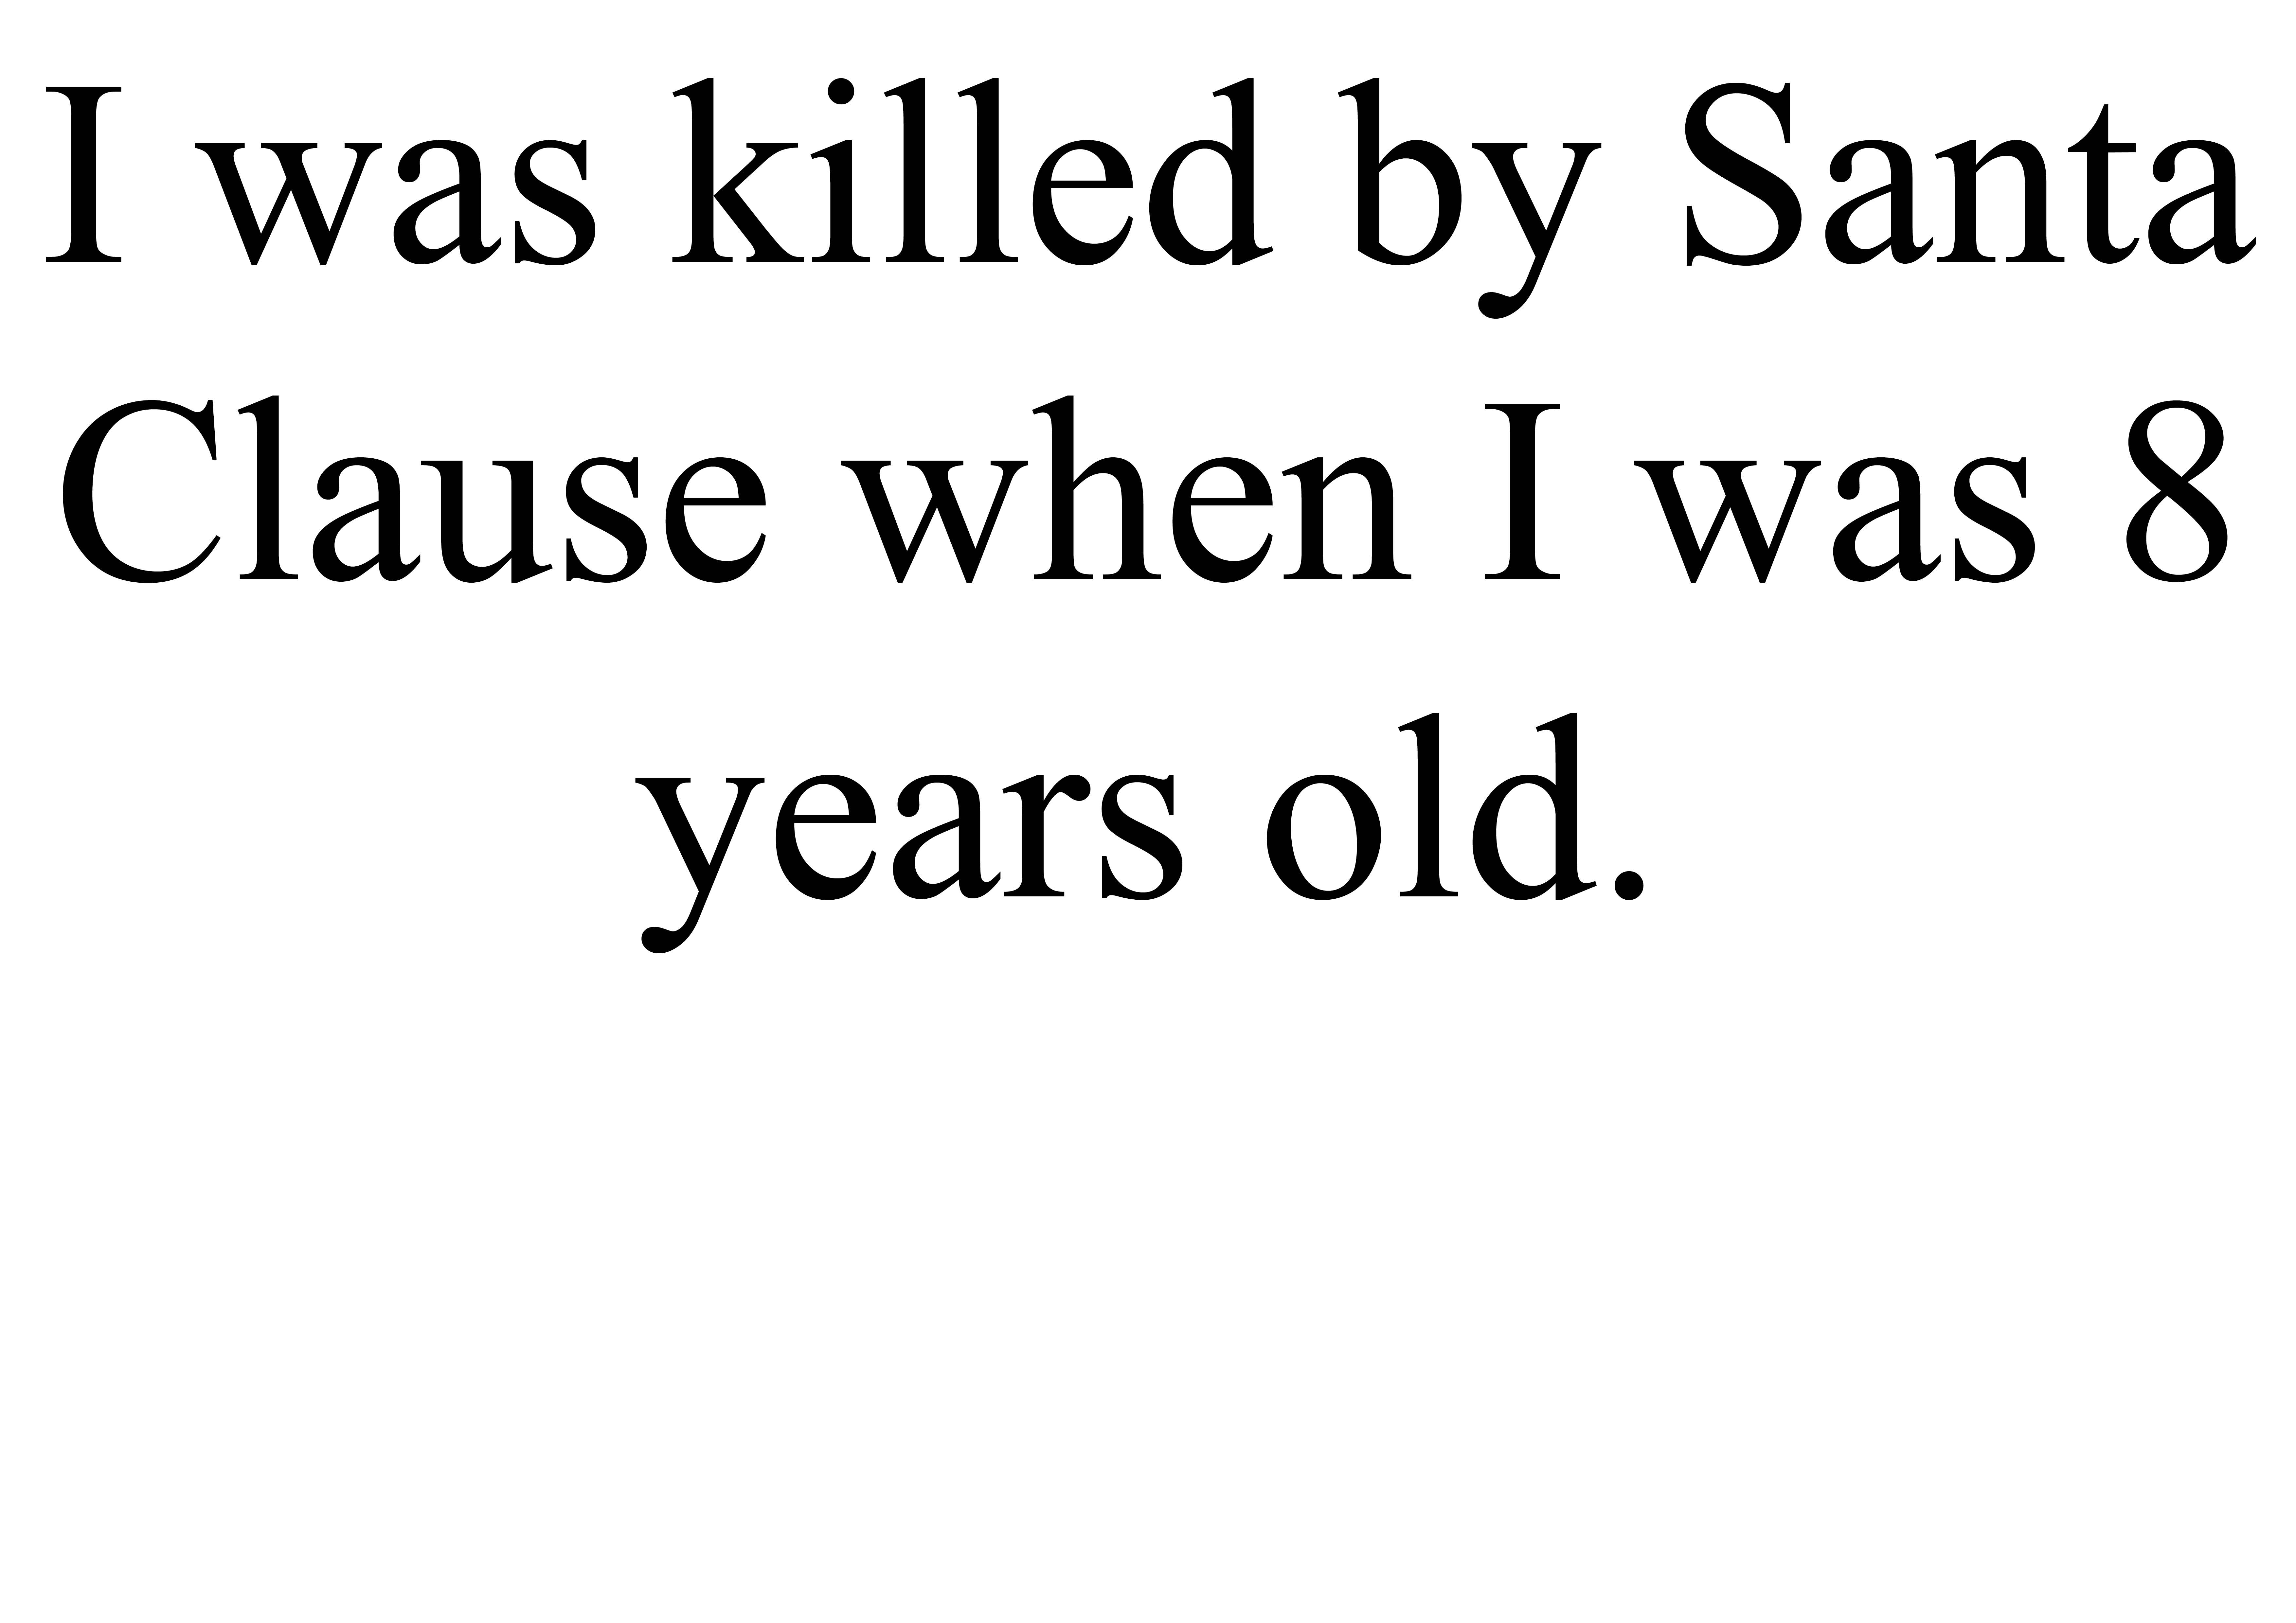 I was killed by Santa
Clause when I was 8
years old.